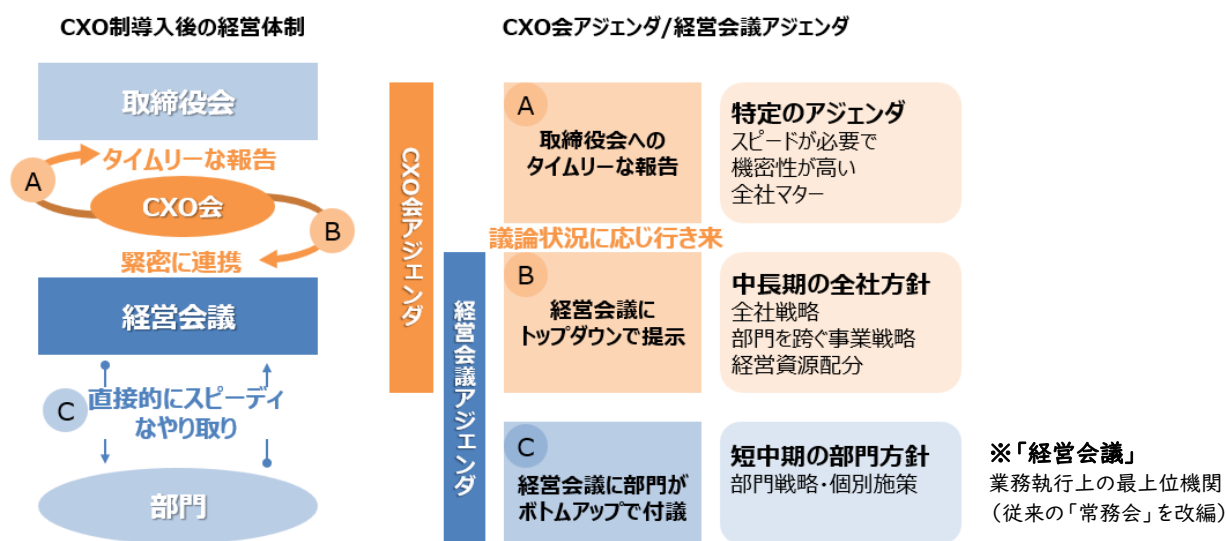 CXO制導入後の経営体制
取締役会
A
タイムリーな報告
CXO会
B
緊密に連携
経営会議
C
直接的にスピーディ
なやり取り
部門
CXO会アジェンダ/経営会議アジェンダ
CXO会アジェンダ
経営会議アジェンダ
A
取締役会への
タイムリーな報告
特定のアジェンダ
スピードが必要で
機密性が高い
全社マター
議論状況に応じ行き来
B
経営会議に
トップダウンで提示
中長期の全社方針
全社戦略
部門を跨ぐ事業戦略
経営資源配分
C
経営会議に部門が
ボトムアップで付議
短中期の部門方針
部門戦略・個別施策
※「経営会議」
業務執行上の最上位機関
（従来の「常務会」を改編）